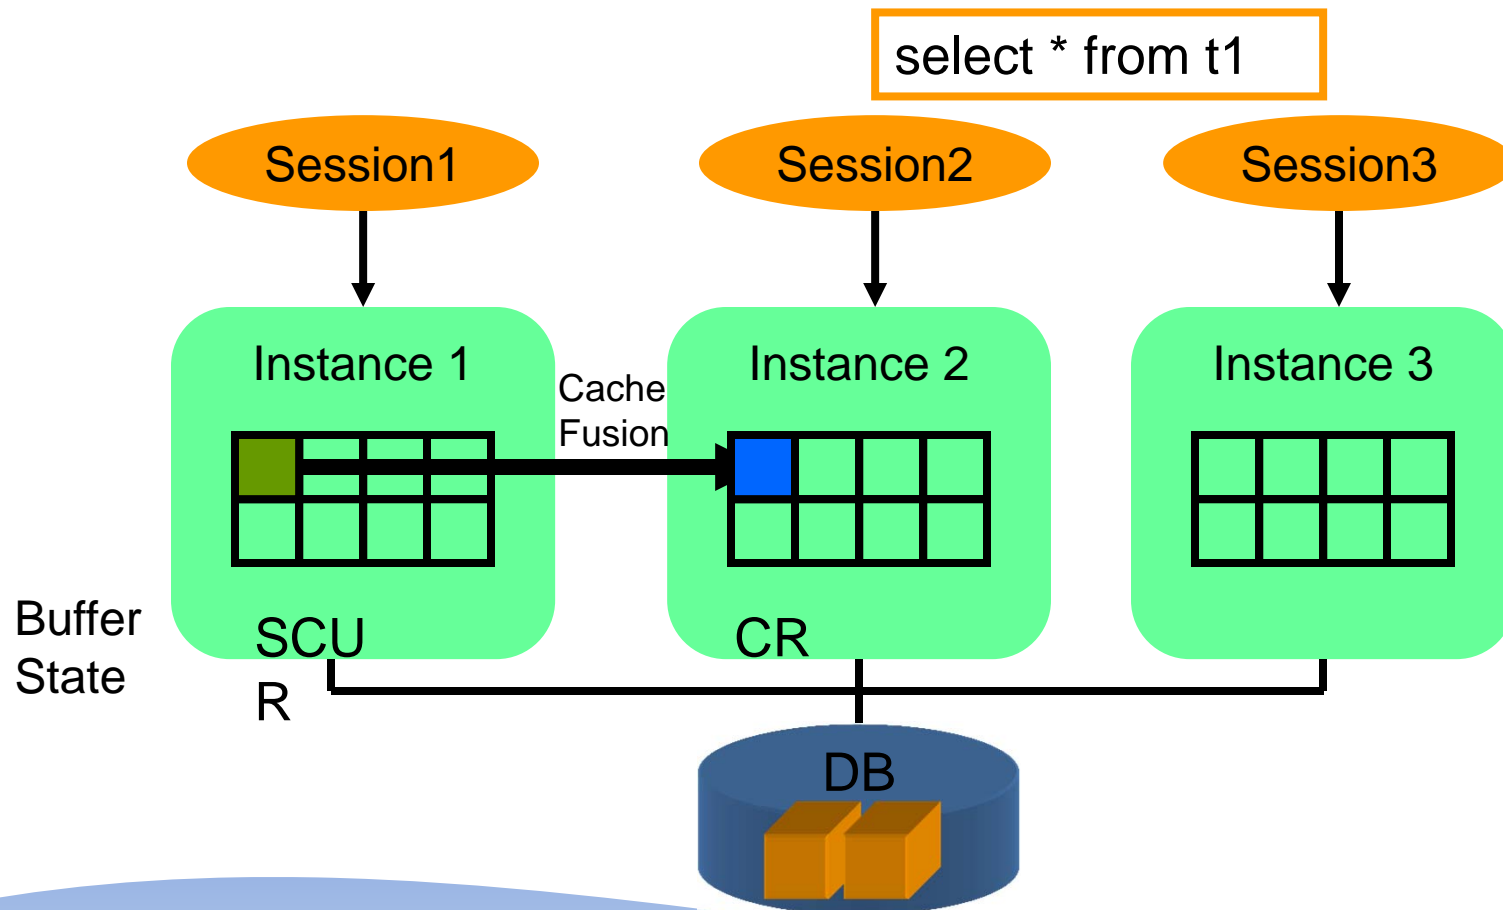 select * from t1
Session1
Session2
Session3
Instance 1
Instance 2
Instance 3
Cache
Fusion
Buffer
State
SCU
R
CR
DB